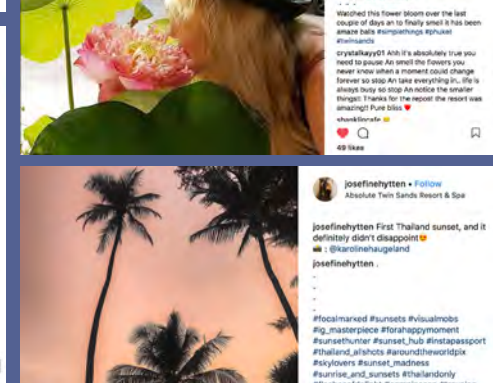 Watched this flower bloom over the last
couple of days an to finally smell it has been
amaze balls #simplethings #phuket
#twinsands
crystalkayy01 Ahh it's absolutely true you
need to pause An smell the flowers you
never know when a moment could change
forever so stop An take everything in.. life is
always busy so stop An notice the smaller
things!! Thanks for the repost the resort was
amazing!! Pure bliss ❤️
shanklincafe
49 likes
josefinehytten • Follow
Absolute Twin Sands Resort & Spa
josefinehytten First Thailand sunset, and it
definitely didn't disappoint😍
📸 : @karolinehaugeland
josefinehytten .
.
.
.
.
#focalmarked #sunsets #visualmobs
#ig_masterpiece #forahappymoment
#sunsethunter #sunset_hub #instapassport
#thailand_allshots #aroundtheworldpix
#skylovers #sunset_madness
#sunrise_and_sunsets #thailandonly